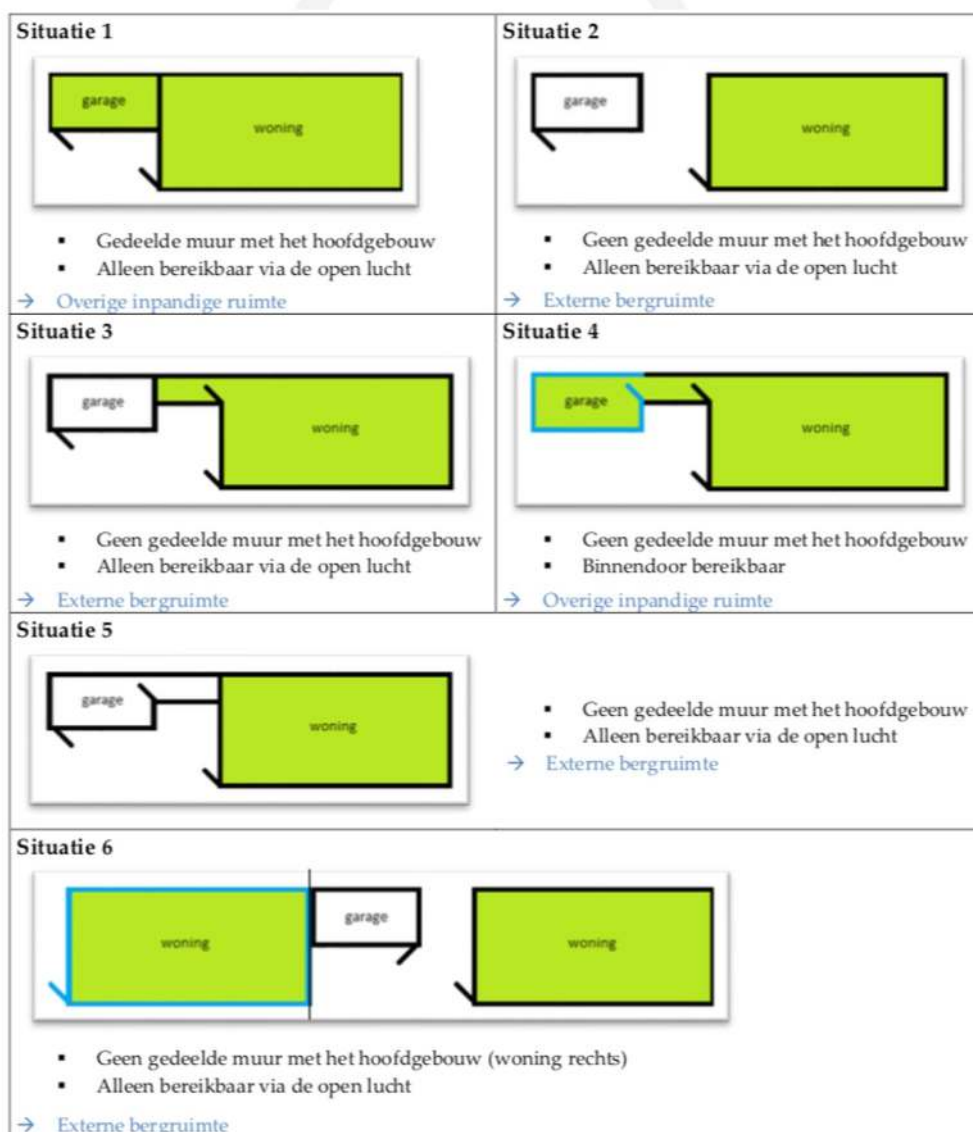 Situatie 1
garage
woning
▪ Gedeelde muur met het hoofdgebouw
▪ Alleen bereikbaar via de open lucht
→ Overige inpandige ruimte
Situatie 2
garage
woning
▪ Geen gedeelde muur met het hoofdgebouw
▪ Alleen bereikbaar via de open lucht
→ Externe bergruimte
Situatie 3
garage
woning
▪ Geen gedeelde muur met het hoofdgebouw
▪ Alleen bereikbaar via de open lucht
→ Externe bergruimte
Situatie 4
garage
woning
▪ Geen gedeelde muur met het hoofdgebouw
▪ Binnendoor bereikbaar
→ Overige inpandige ruimte
Situatie 5
garage
woning
▪ Geen gedeelde muur met het hoofdgebouw
▪ Alleen bereikbaar via de open lucht
→ Externe bergruimte
Situatie 6
woning
garage
woning
▪ Geen gedeelde muur met het hoofdgebouw (woning rechts)
▪ Alleen bereikbaar via de open lucht
→ Externe bergruimte